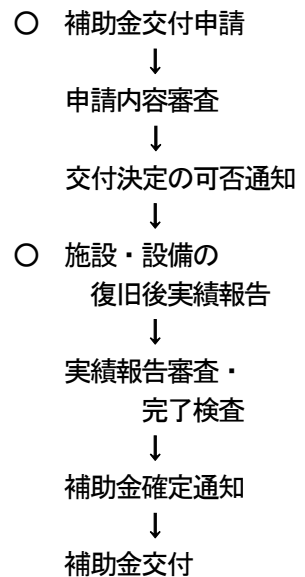 〇 補助金交付申請
↓
申請内容審査
↓
交付決定の可否通知
↓
〇 施設・設備の
復旧後実績報告
↓
実績報告審査・
完了検査
↓
補助金確定通知
↓
補助金交付